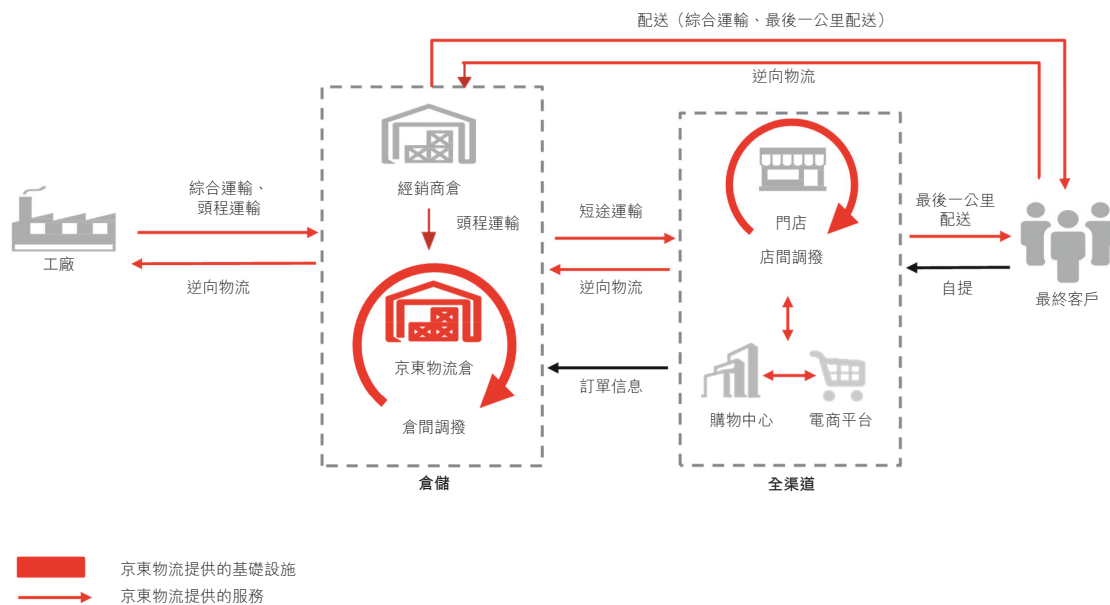 配送（綜合運輸、最後一公里配送）
逆向物流
經銷商倉
綜合運輸、
頭程運輸
頭程運輸
短途運輸
門店
店間調撥
最後一公里
配送
工廠
逆向物流
逆向物流
自提
最終客戶
京東物流倉
倉間調撥
訂單信息
購物中心
電商平台
倉儲
全渠道
京東物流提供的基礎設施
京東物流提供的服務